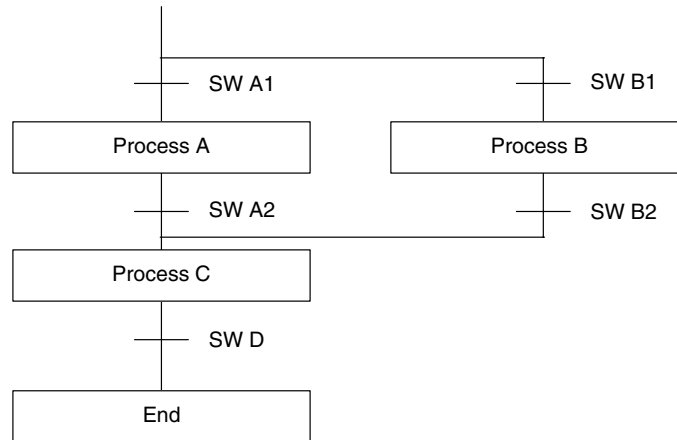 SW A1
SW B1
Process A
Process B
SW A2
SW B2
Process C
SW D
End